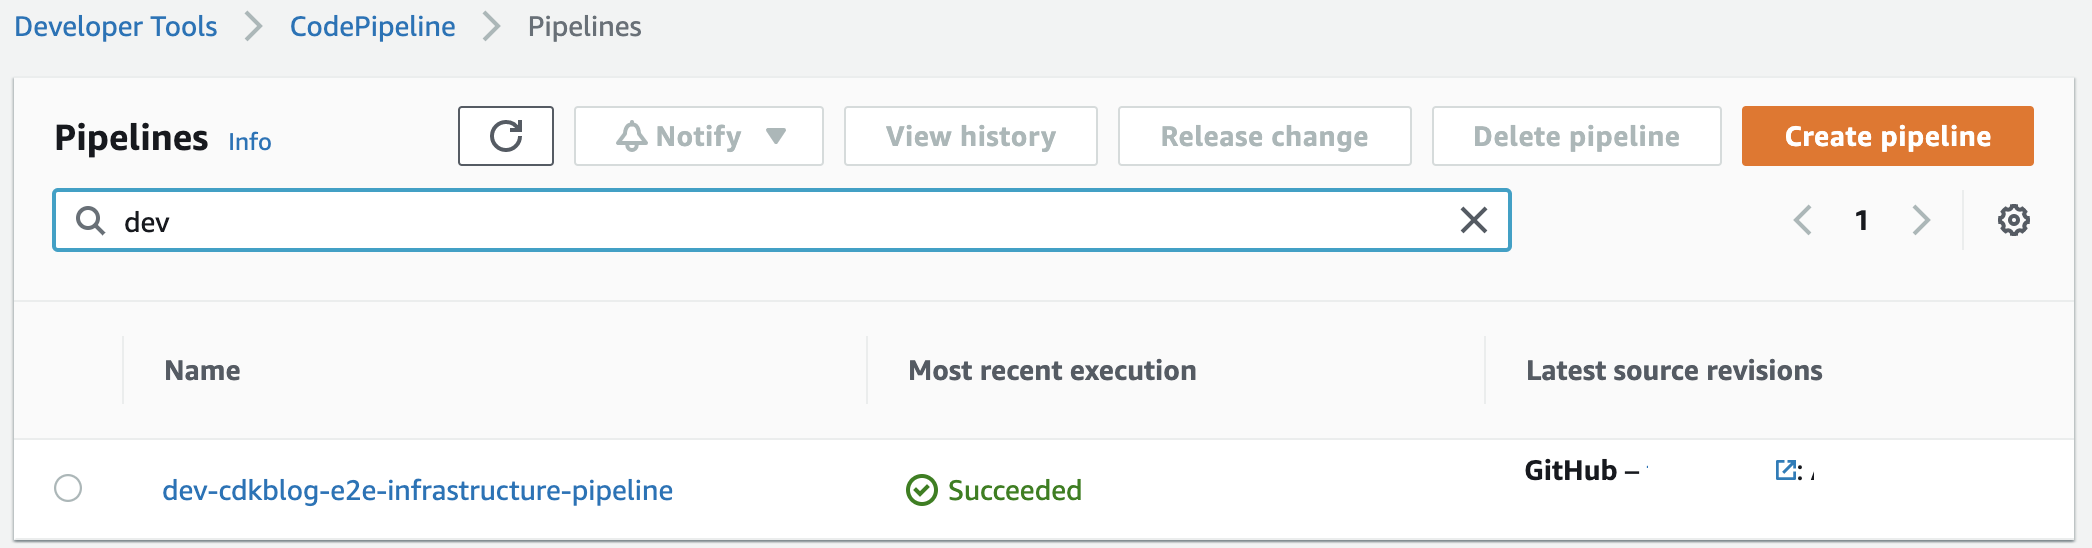 Developer Tools > CodePipeline > Pipelines
Pipelines Info Notify View history Release change Delete pipeline Create pipeline
dev 1
Name Most recent execution Latest source revisions
GitHub – :
dev-cdkblog-e2e-infrastructure-pipeline Succeeded